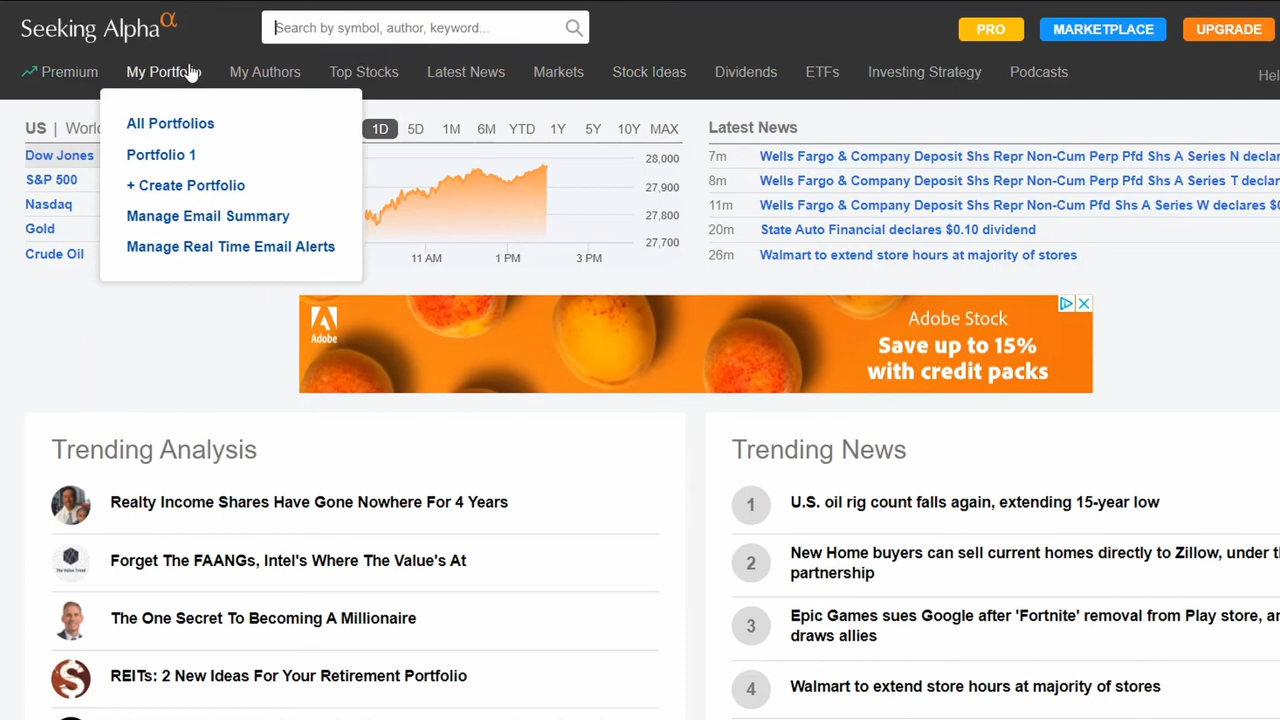 Seeking Alpha α
Search by symbol, author, keyword...
PRO
MARKETPLACE
UPGRADE
Premium
My Portfolio
My Authors
Top Stocks
Latest News
Markets
Stock Ideas
Dividends
ETFs
Investing Strategy
Podcasts
Hel
All Portfolios
Portfolio 1
+ Create Portfolio
Manage Email Summary
Manage Real Time Email Alerts
US | World
Dow Jones
S&P 500
Nasdaq
Gold
Crude Oil
1D 5D 1M 6M YTD 1Y 5Y 10Y MAX
28,000
27,900
27,800
27,700
11 AM 1 PM 3 PM
Latest News
7m Wells Fargo & Company Deposit Shs Repr Non-Cum Perp Pfd Shs A Series N declar
8m Wells Fargo & Company Deposit Shs Repr Non-Cum Perp Pfd Shs A Series T declar
11m Wells Fargo & Company Deposit Shs Repr Non-Cum Pfd Shs A Series W declares $0
20m State Auto Financial declares $0.10 dividend
26m Walmart to extend store hours at majority of stores
Adobe
Adobe Stock
Save up to 15%
with credit packs
Trending Analysis
Realty Income Shares Have Gone Nowhere For 4 Years
Forget The FAANGs, Intel's Where The Value's At
The One Secret To Becoming A Millionaire
REITs: 2 New Ideas For Your Retirement Portfolio
Trending News
1 U.S. oil rig count falls again, extending 15-year low
2 New Home buyers can sell current homes directly to Zillow, under th
partnership
3 Epic Games sues Google after 'Fortnite' removal from Play store, an
draws allies
4 Walmart to extend store hours at majority of stores